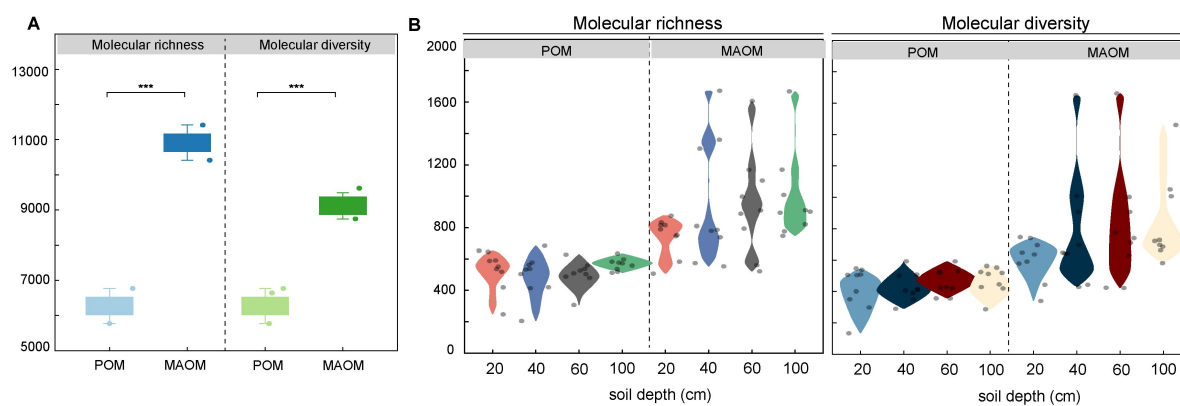 A
Molecular richness Molecular diversity
13000
11000
9000
7000
5000
*** ***
POM MAOM POM MAOM
B
Molecular richness
POM MAOM
2000
1600
1200
800
400
0
20 40 60 100 20 40 60 100
soil depth (cm)
Molecular diversity
POM MAOM
20 40 60 100 20 40 60 100
soil depth (cm)